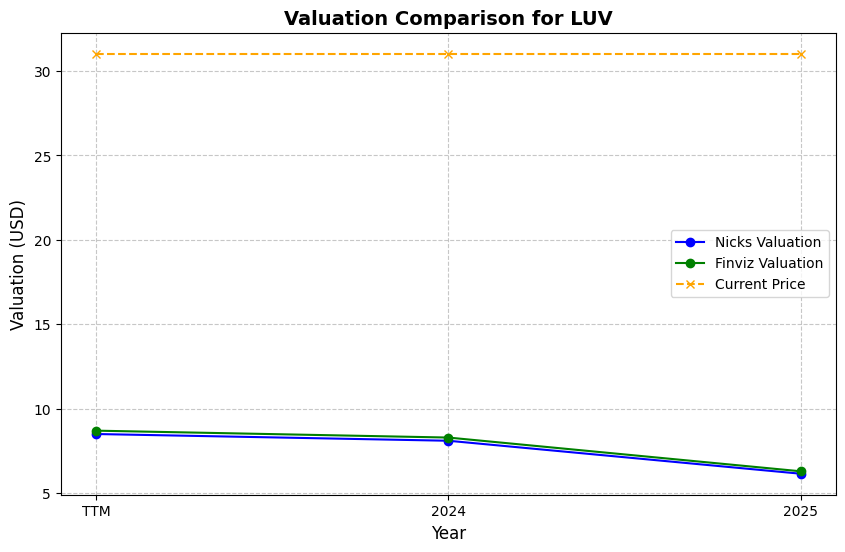 Valuation Comparison for LUV
Valuation (USD)
30
25
20
15
10
5
Nicks Valuation
Finviz Valuation
Current Price
TTM
2024
2025
Year